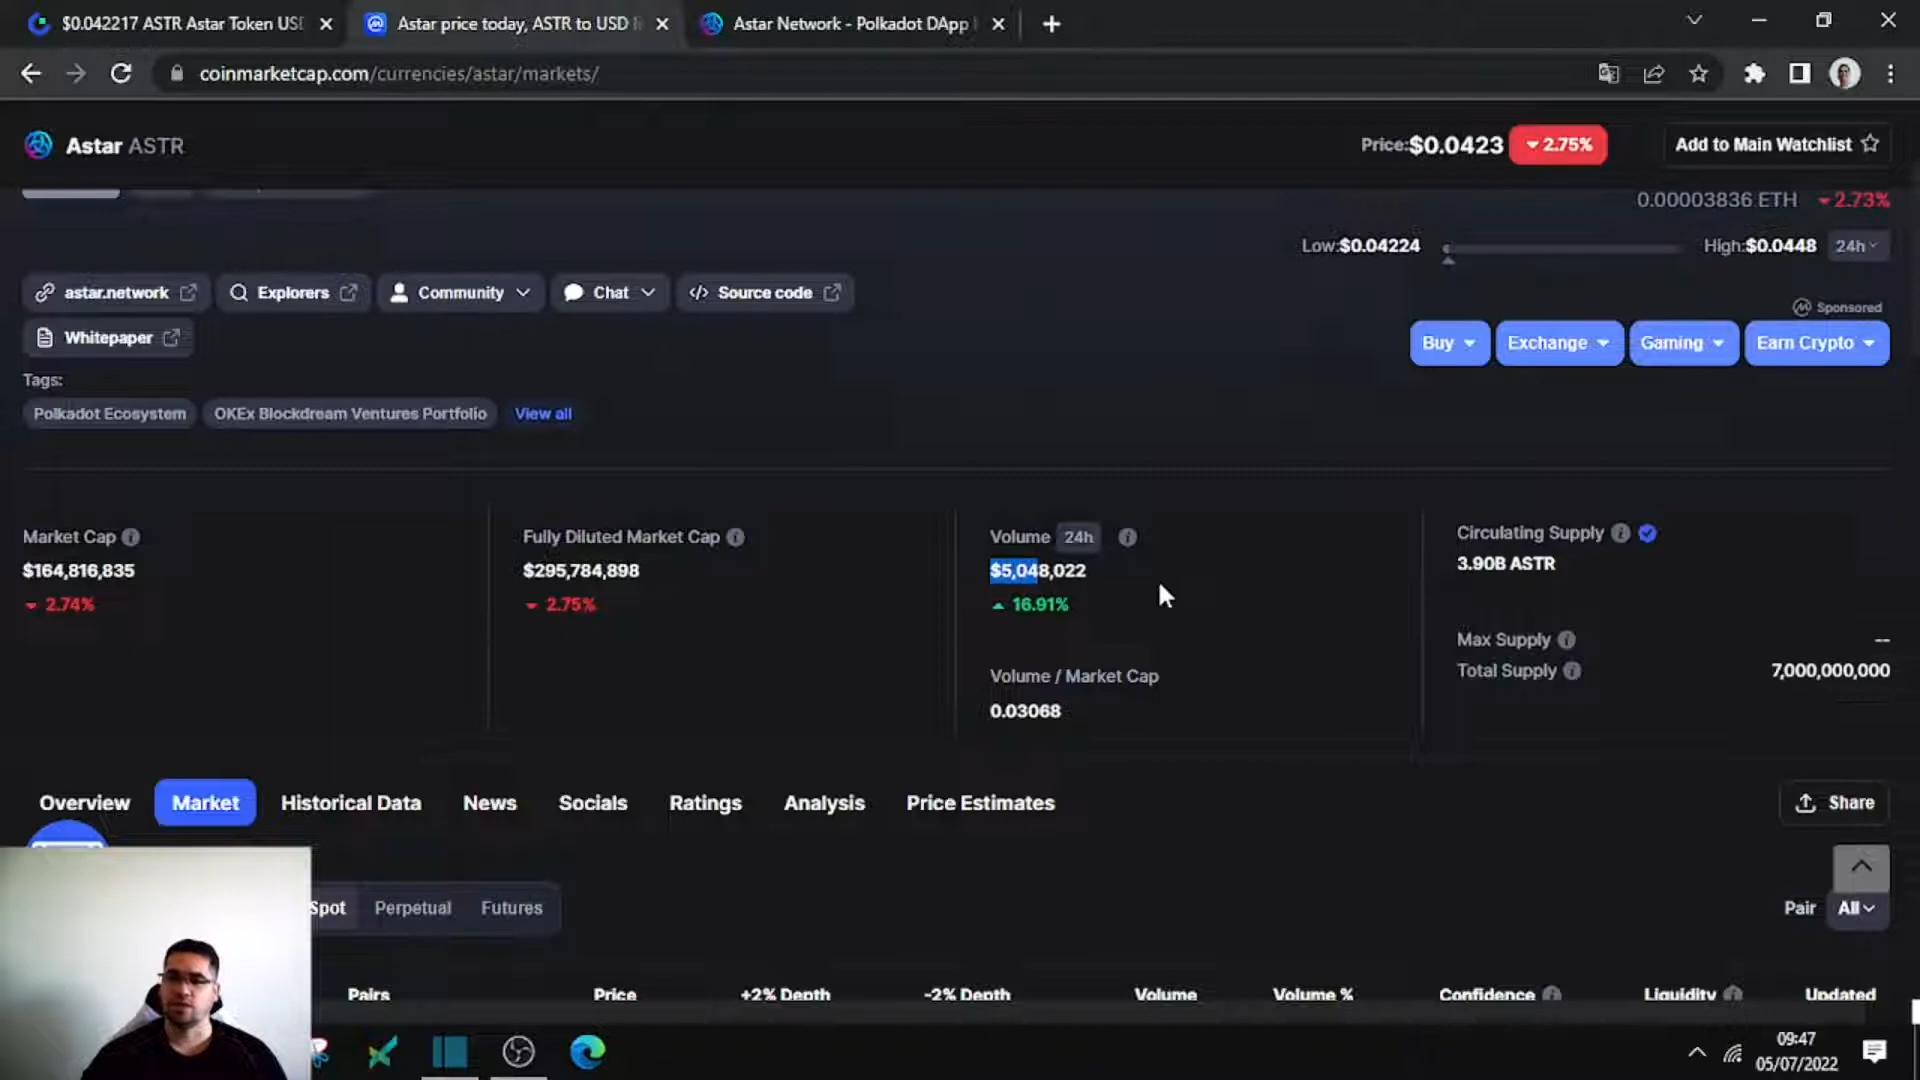 $0.042217 ASTR Astar Token USD
Astar price today, ASTR to USD l
Astar Network - Polkadot DApp
coinmarketcap.com/currencies/astar/markets/
Astar ASTR
Price:$0.0423
2.75%
Add to Main Watchlist
0.00003836 ETH
2.73%
Low:$0.04224
High:$0.0448
24h
astar.network
Explorers
Community
Chat
Source code
Sponsored
Whitepaper
Buy
Exchange
Gaming
Earn Crypto
Tags:
Polkadot Ecosystem
OKEx Blockdream Ventures Portfolio
View all
Market Cap
$164,816,835
2.74%
Fully Diluted Market Cap
$295,784,898
2.75%
Volume 24h
$5,048,022
16.91%
Volume / Market Cap
0.03068
Circulating Supply
3.90B ASTR
Max Supply
--
Total Supply
7,000,000,000
Overview
Market
Historical Data
News
Socials
Ratings
Analysis
Price Estimates
Share
Spot
Perpetual
Futures
Pair
All
Pairs
Price
+2% Depth
-2% Depth
Volume
Volume %
Confidence
Liquidity
Updated
09:47
05/07/2022